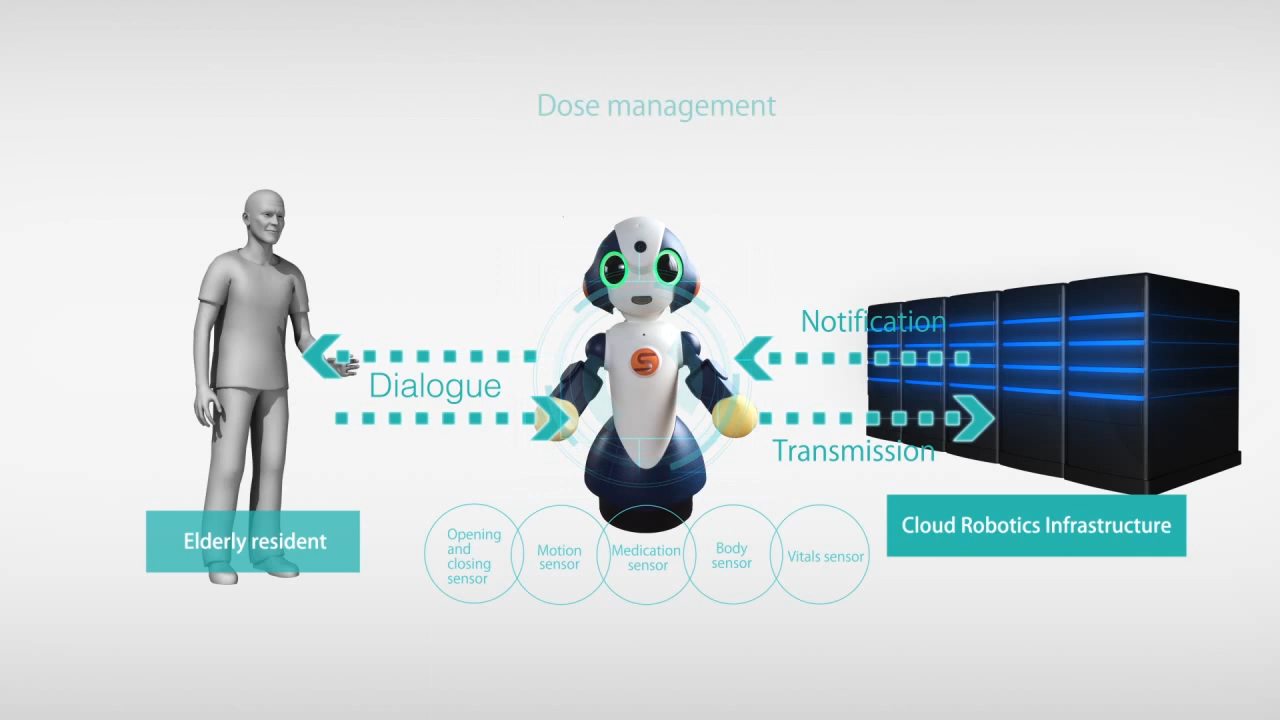 Dose management
Notification
Dialogue
Transmission
Elderly resident
Cloud Robotics Infrastructure
Opening
and
closing
sensor
Motion
sensor
Medication
sensor
Body
sensor
Vitals sensor
S